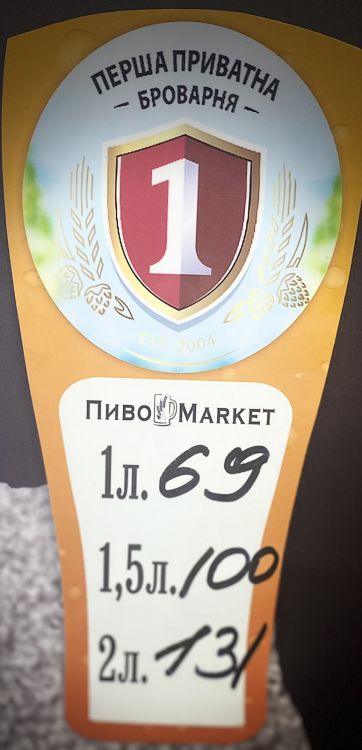 ПЕРША ПРИВАТНА
– БРОВАРНЯ –
1
EST. 2004
ПИВО MARKET
1л. 69
1,5л. 100
2л. 131